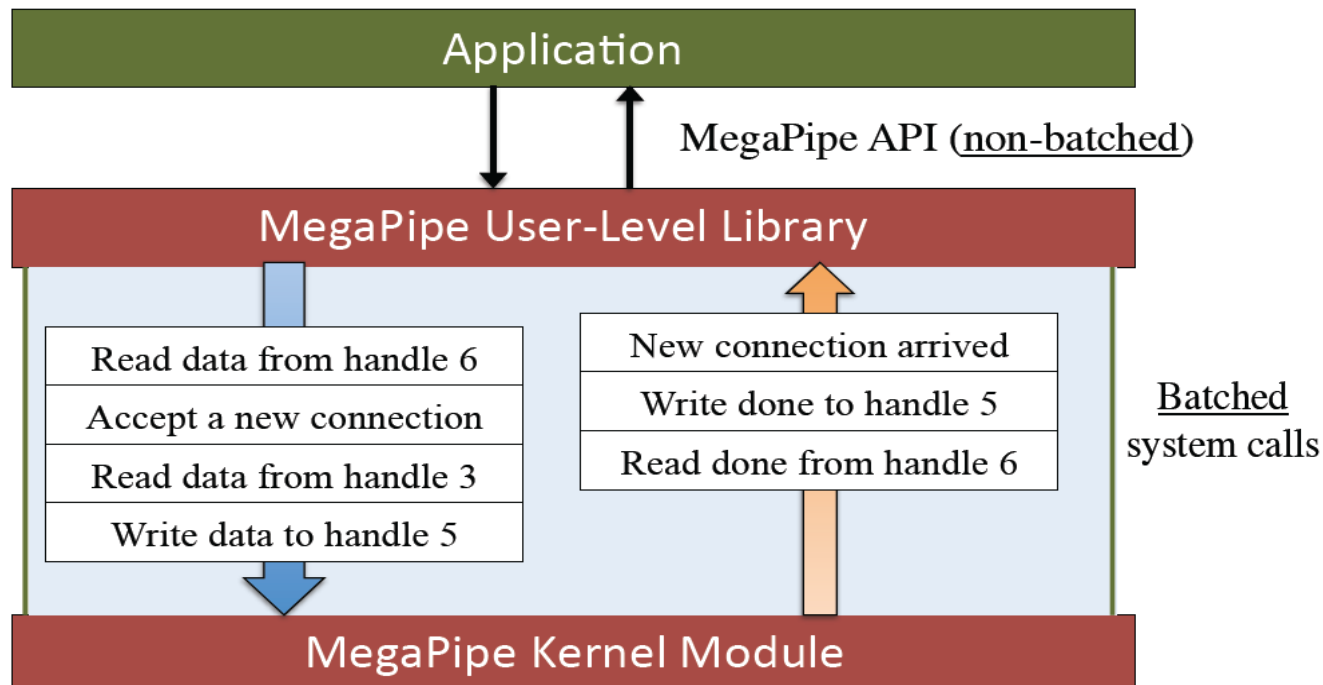 Application
MegaPipe API (non-batched)
MegaPipe User-Level Library
Read data from handle 6
Accept a new connection
Read data from handle 3
Write data to handle 5
New connection arrived
Write done to handle 5
Read done from handle 6
Batched
system calls
MegaPipe Kernel Module